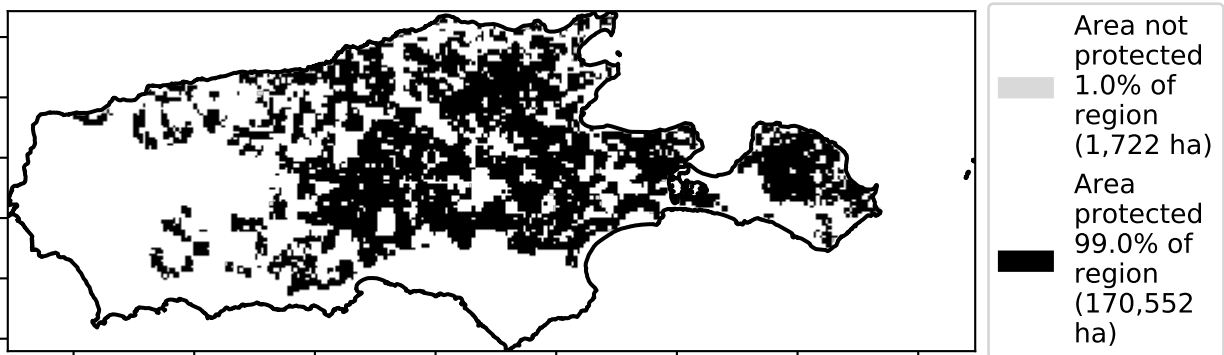 Area not
protected
1.0% of
region
(1,722 ha)
Area
protected
99.0% of
region
(170,552
ha)